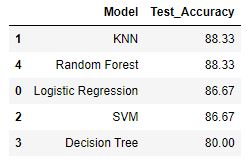 Model Test_Accuracy
1 KNN 88.33
4 Random Forest 88.33
0 Logistic Regression 86.67
2 SVM 86.67
3 Decision Tree 80.00